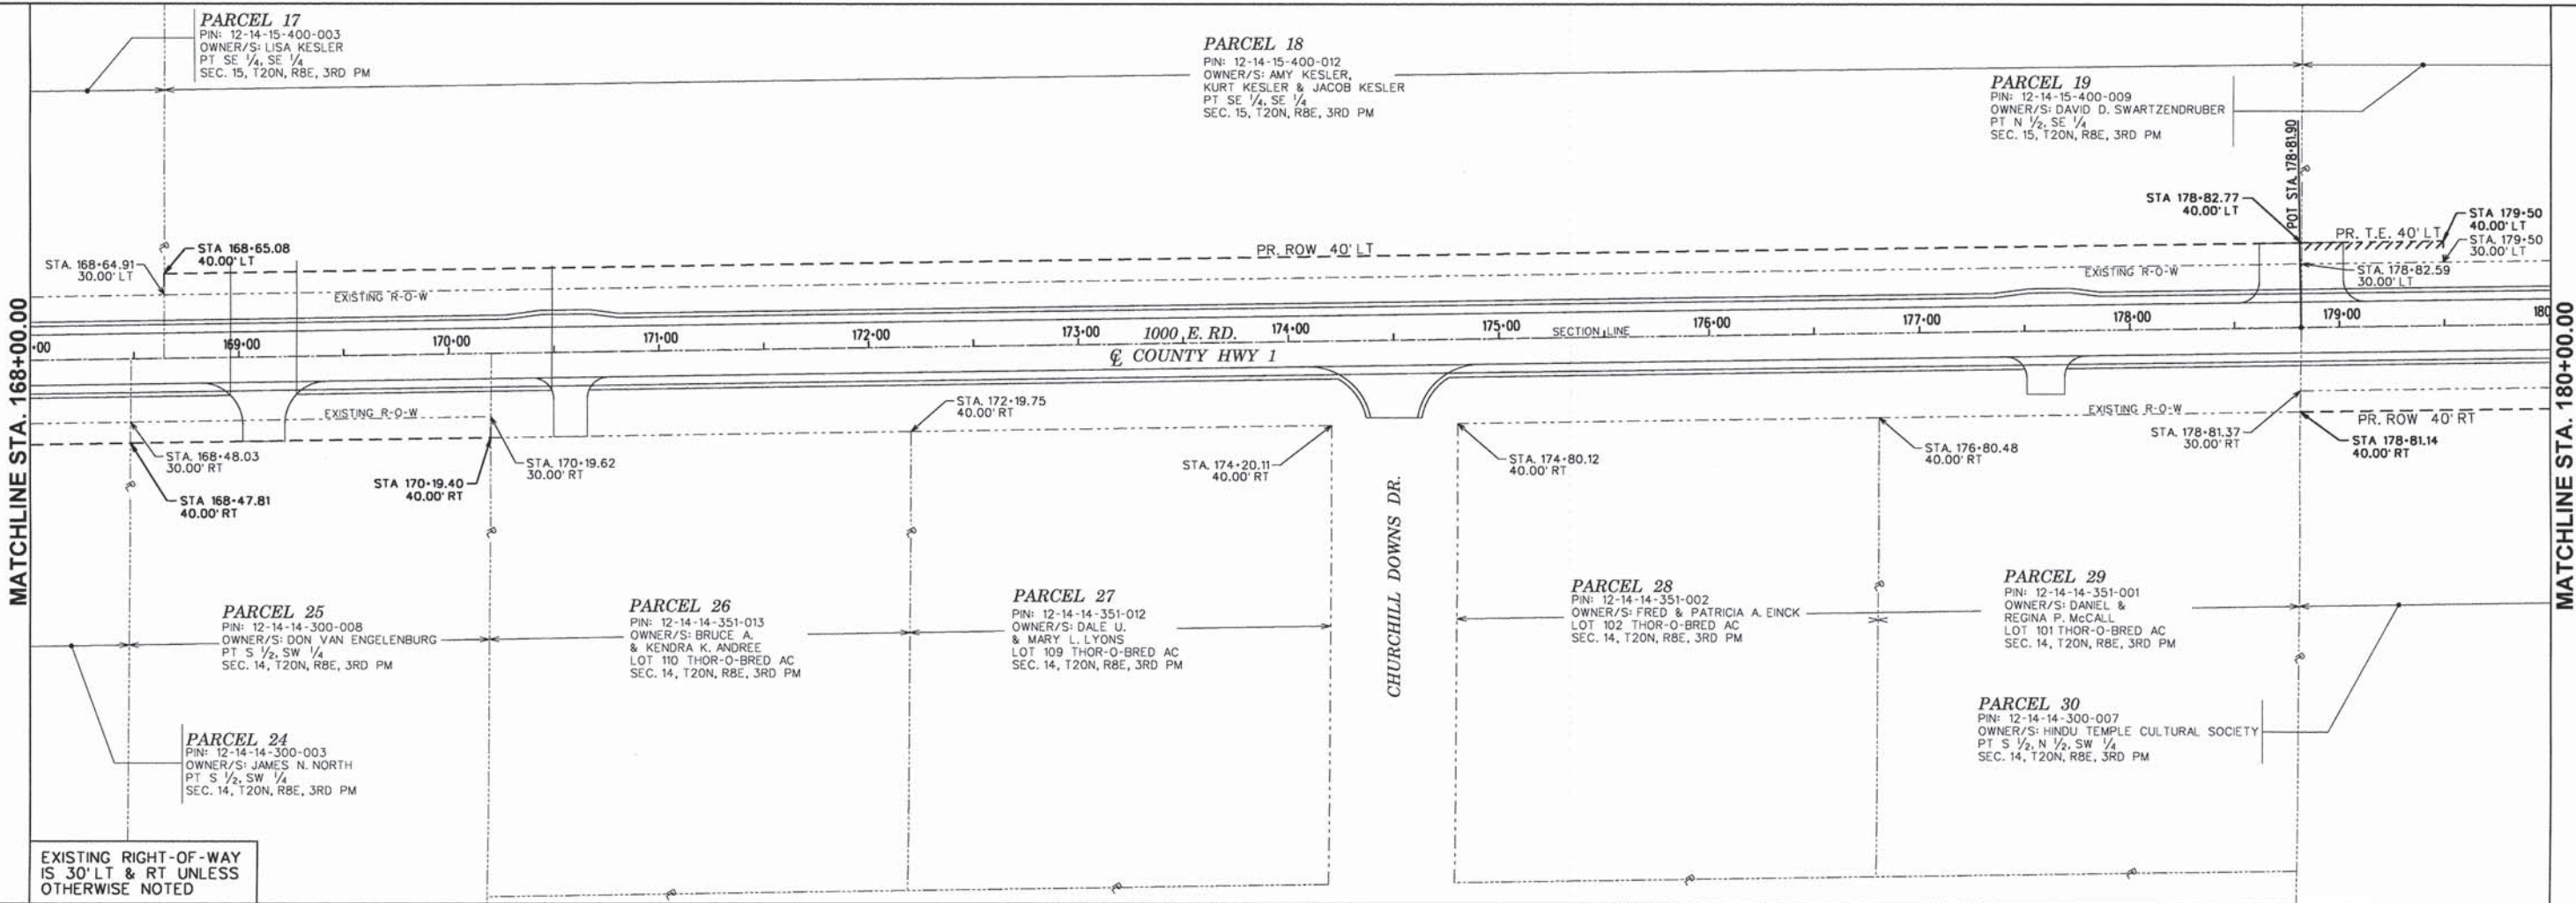 PARCEL 17
PIN: 12-14-15-400-003
OWNER/S: LISA KESLER
PT SE 1/4, SE 1/4
SEC. 15, T20N, R8E, 3RD PM
PARCEL 18
PIN: 12-14-15-400-012
OWNER/S: AMY KESLER,
KURT KESLER & JACOB KESLER
PT SE 1/4, SE 1/4
SEC. 15, T20N, R8E, 3RD PM
PARCEL 19
PIN: 12-14-15-400-009
OWNER/S: DAVID D. SWARTZENDRUBER
PT N 1/2, SE 1/4
SEC. 15, T20N, R8E, 3RD PM
POT STA. 178+81.90
STA 178+82.77
40.00' LT
STA 179+50
40.00' LT
STA. 179+50
30.00' LT
PR. T.E. 40' LT
STA. 178+82.59
30.00' LT
STA. 168+64.91
30.00' LT
STA 168+65.08
40.00' LT
PR. ROW 40' LT
EXISTING R-O-W
EXISTING R-O-W
MATCHLINE STA. 168+00.00
+00
169+00
170+00
171+00
172+00
173+00
1000 E. RD.
174+00
175+00
SECTION LINE
176+00
177+00
178+00
179+00
180
℄ COUNTY HWY 1
MATCHLINE STA. 180+00.00
EXISTING R-O-W
EXISTING R-O-W
PR. ROW 40' RT
STA. 168+48.03
30.00' RT
STA 168+47.81
40.00' RT
STA 170+19.40
40.00' RT
STA. 170+19.62
30.00' RT
STA. 172+19.75
40.00' RT
STA. 174+20.11
40.00' RT
STA. 174+80.12
40.00' RT
STA. 176+80.48
40.00' RT
STA. 178+81.37
30.00' RT
STA 178+81.14
40.00' RT
CHURCHILL DOWNS DR.
PARCEL 25
PIN: 12-14-14-300-008
OWNER/S: DON VAN ENGELENBURG
PT S 1/2, SW 1/4
SEC. 14, T20N, R8E, 3RD PM
PARCEL 26
PIN: 12-14-14-351-013
OWNER/S: BRUCE A.
& KENDRA K. ANDREE
LOT 110 THOR-O-BRED AC
SEC. 14, T20N, R8E, 3RD PM
PARCEL 27
PIN: 12-14-14-351-012
OWNER/S: DALE U.
& MARY L. LYONS
LOT 109 THOR-O-BRED AC
SEC. 14, T20N, R8E, 3RD PM
PARCEL 28
PIN: 12-14-14-351-002
OWNER/S: FRED & PATRICIA A. EINCK
LOT 102 THOR-O-BRED AC
SEC. 14, T20N, R8E, 3RD PM
PARCEL 29
PIN: 12-14-14-351-001
OWNER/S: DANIEL &
REGINA P. McCALL
LOT 101 THOR-O-BRED AC
SEC. 14, T20N, R8E, 3RD PM
PARCEL 24
PIN: 12-14-14-300-003
OWNER/S: JAMES N. NORTH
PT S 1/2, SW 1/4
SEC. 14, T20N, R8E, 3RD PM
PARCEL 30
PIN: 12-14-14-300-007
OWNER/S: HINDU TEMPLE CULTURAL SOCIETY
PT S 1/2, N 1/2, SW 1/4
SEC. 14, T20N, R8E, 3RD PM
EXISTING RIGHT-OF-WAY
IS 30' LT & RT UNLESS
OTHERWISE NOTED